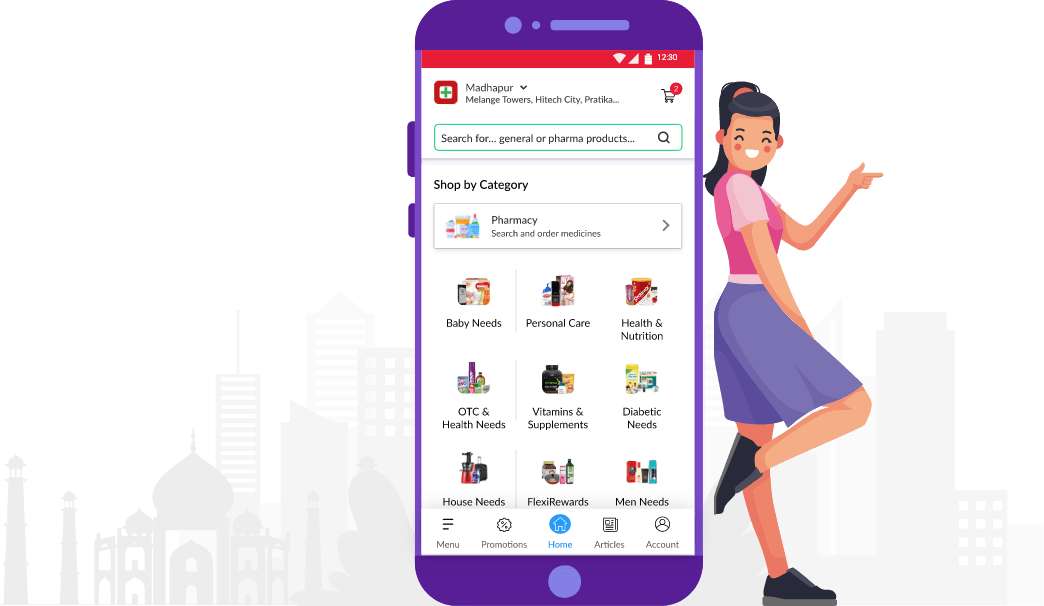 12:30
Madhapur
2
Melange Towers, Hitech City, Pratika...
Search for... general or pharma products...
Shop by Category
Pharmacy
Search and order medicines
Baby Needs
Personal Care
Health &
Nutrition
OTC &
Health Needs
Vitamins &
Supplements
Diabetic
Needs
House Needs
FlexiRewards
Men Needs
Menu
Promotions
Home
Articles
Account